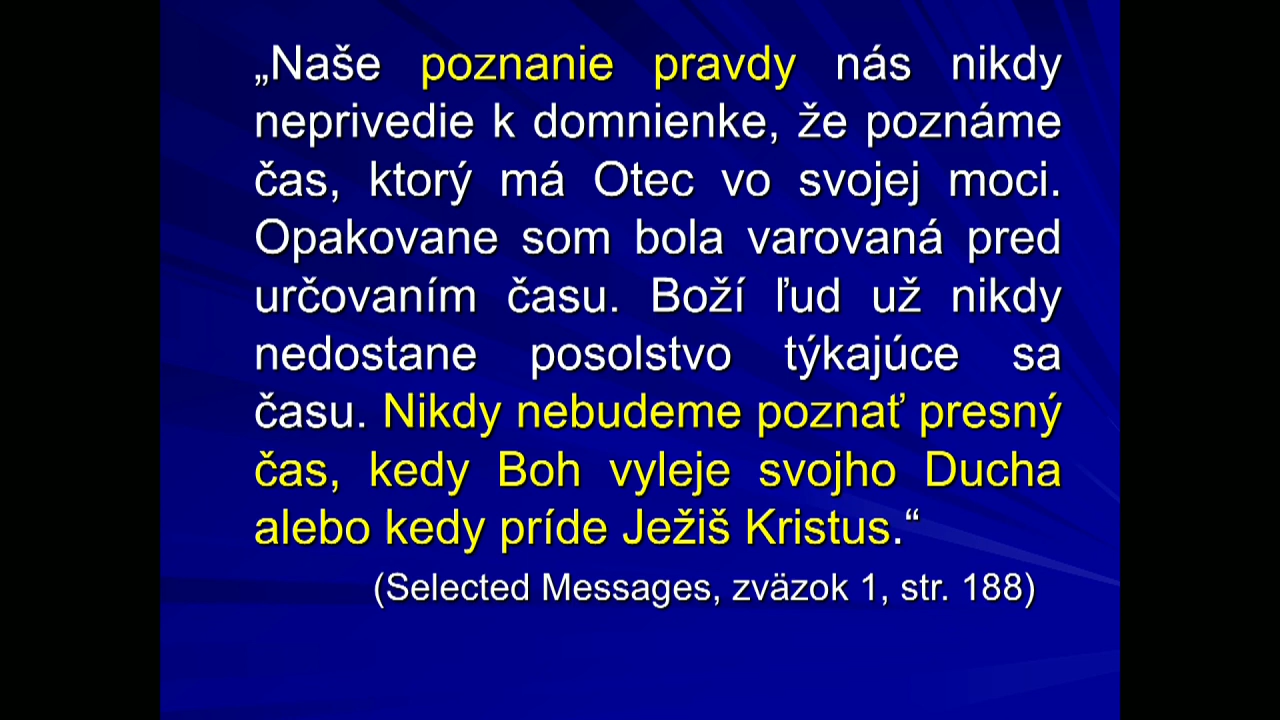 „Naše poznanie pravdy nás nikdy
neprivedie k domnienke, že poznáme
čas, ktorý má Otec vo svojej moci.
Opakovane som bola varovaná pred
určovaním času. Boží ľud už nikdy
nedostane posolstvo týkajúce sa
času. Nikdy nebudeme poznať presný
čas, kedy Boh vyleje svojho Ducha
alebo kedy príde Ježiš Kristus.“
(Selected Messages, zväzok 1, str. 188)